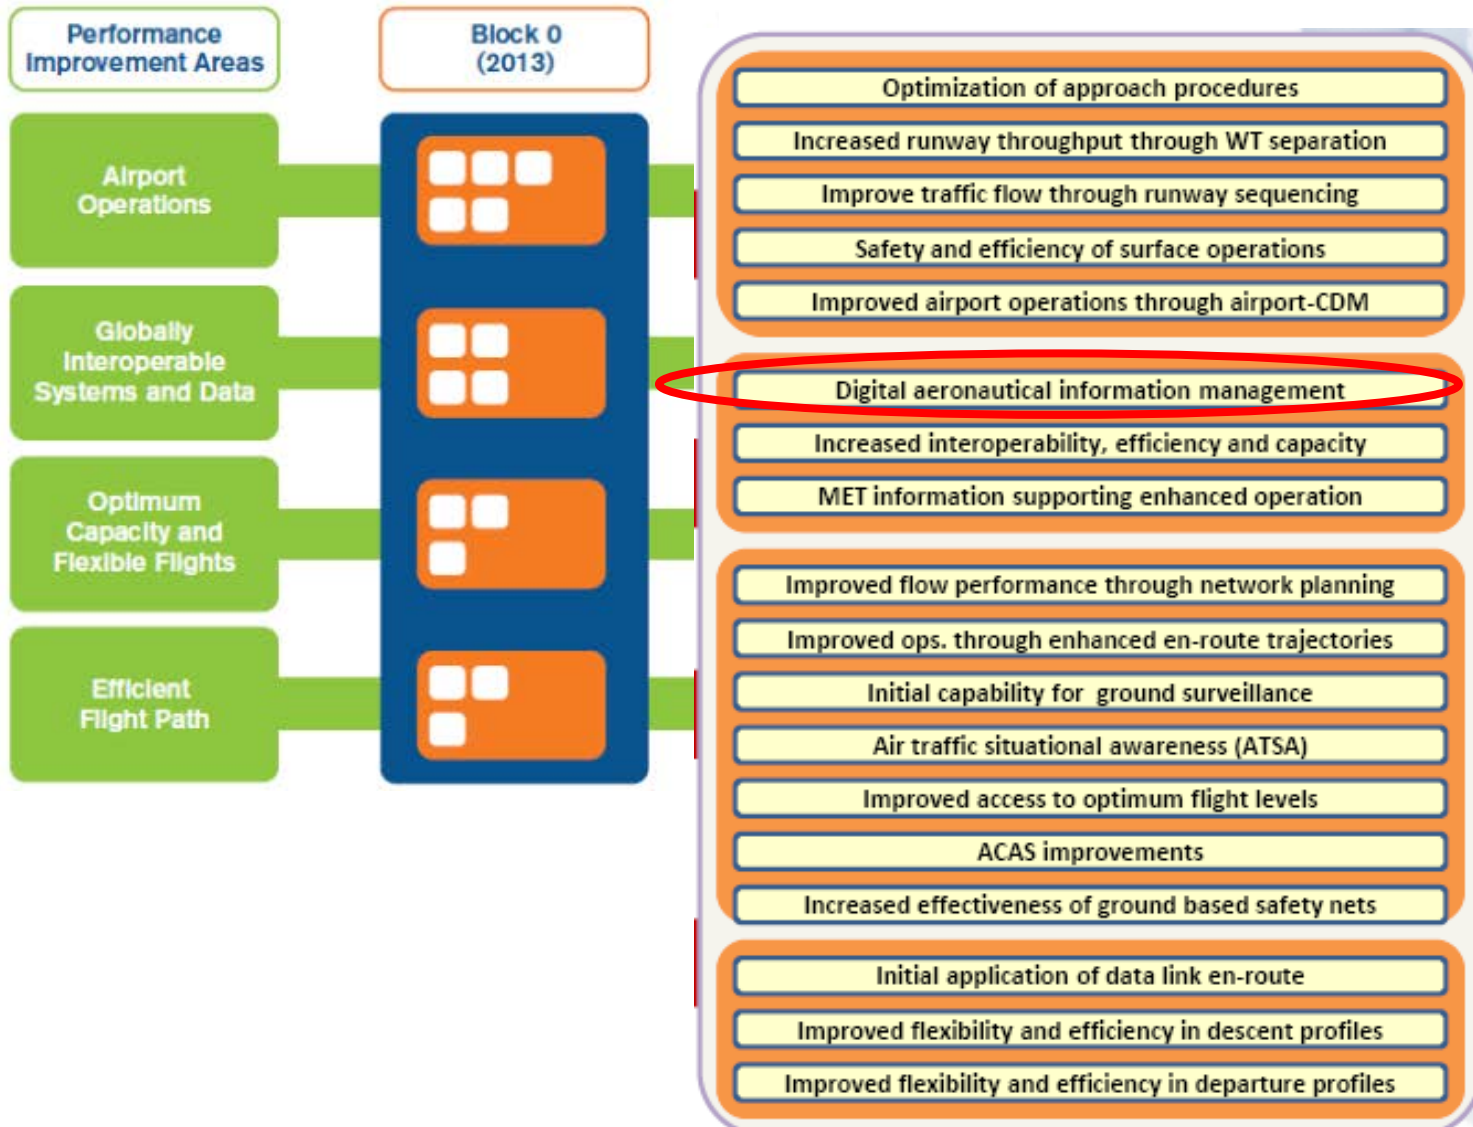 Performance
Improvement Areas
Block 0
(2013)
Airport
Operations
Globally
Interoperable
Systems and Data
Optimum
Capacity and
Flexible Flights
Efficient
Flight Path
Optimization of approach procedures
Increased runway throughput through WT separation
Improve traffic flow through runway sequencing
Safety and efficiency of surface operations
Improved airport operations through airport-CDM
Digital aeronautical information management
Increased interoperability, efficiency and capacity
MET information supporting enhanced operation
Improved flow performance through network planning
Improved ops. through enhanced en-route trajectories
Initial capability for ground surveillance
Air traffic situational awareness (ATSA)
Improved access to optimum flight levels
ACAS improvements
Increased effectiveness of ground based safety nets
Initial application of data link en-route
Improved flexibility and efficiency in descent profiles
Improved flexibility and efficiency in departure profiles